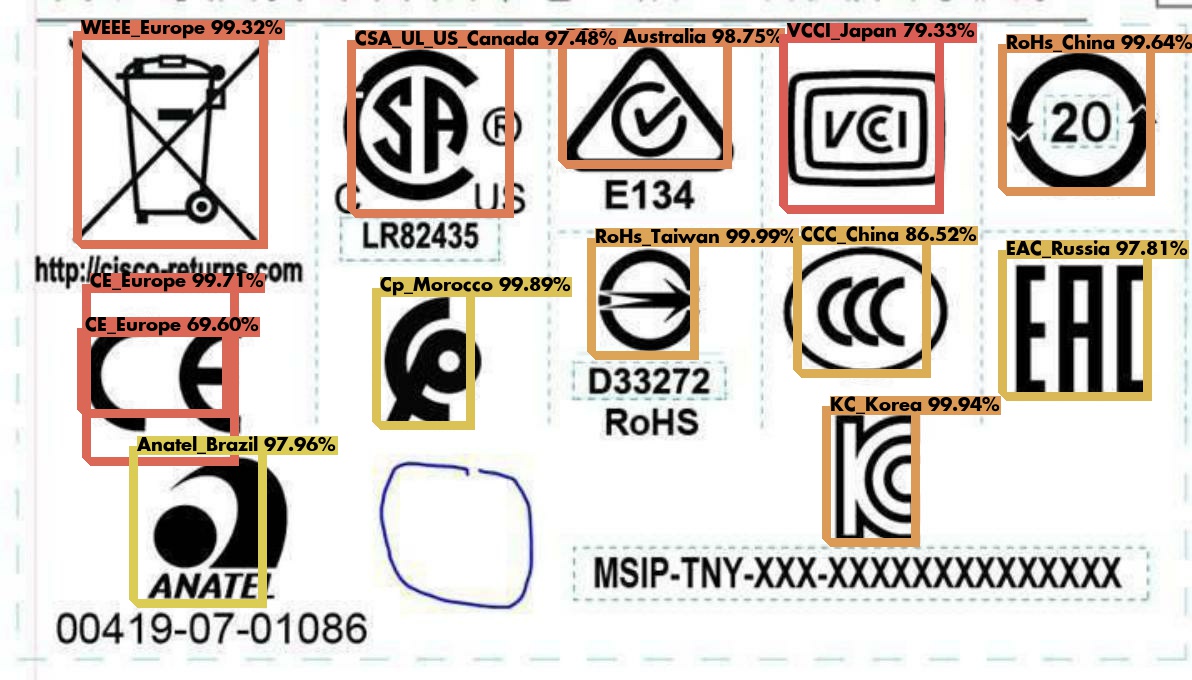 WEEE_Europe 99.32%
CSA_UL_US_Canada 97.48%
Australia 98.75%
VCCI_Japan 79.33%
RoHs_China 99.64%
SA
®
C US
LR82435
E134
VCCI
20
http://cisco-returns.com
CE_Europe 99.71%
CE_Europe 69.60%
CE
Cp_Morocco 99.89%
RoHs_Taiwan 99.99%
D33272
RoHS
CCC_China 86.52%
CCC
EAC_Russia 97.81%
EAC
KC_Korea 99.94%
KC
Anatel_Brazil 97.96%
ANATEL
00419-07-01086
MSIP-TNY-XXX-XXXXXXXXXXXXXX